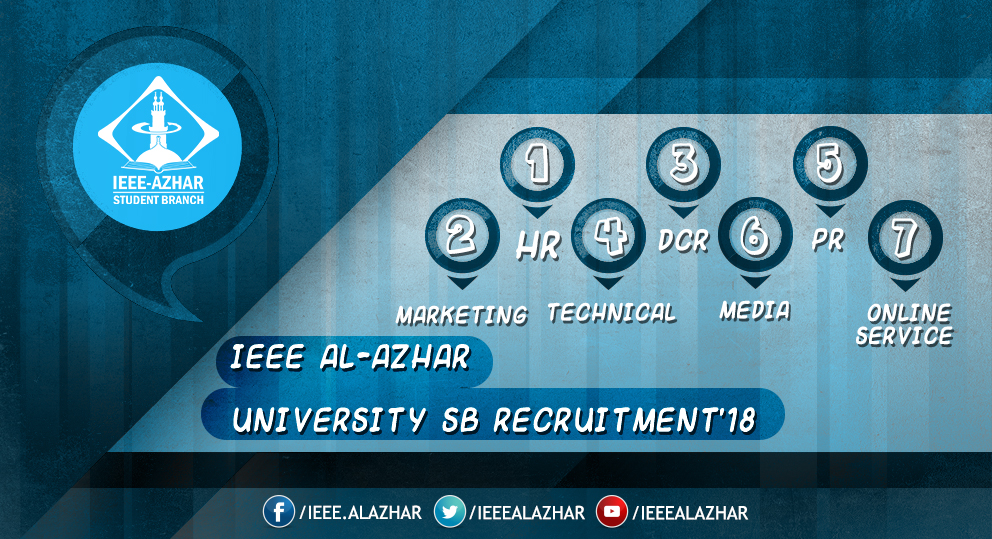 IEEE-AZHAR
STUDENT BRANCH
1
HR
2
MARKETING
3
DCR
4
TECHNICAL
5
PR
6
MEDIA
7
ONLINE
SERVICE
IEEE AL-AZHAR
UNIVERSITY SB RECRUITMENT'18
/IEEE.ALAZHAR /IEEEALAZHAR /IEEEALAZHAR